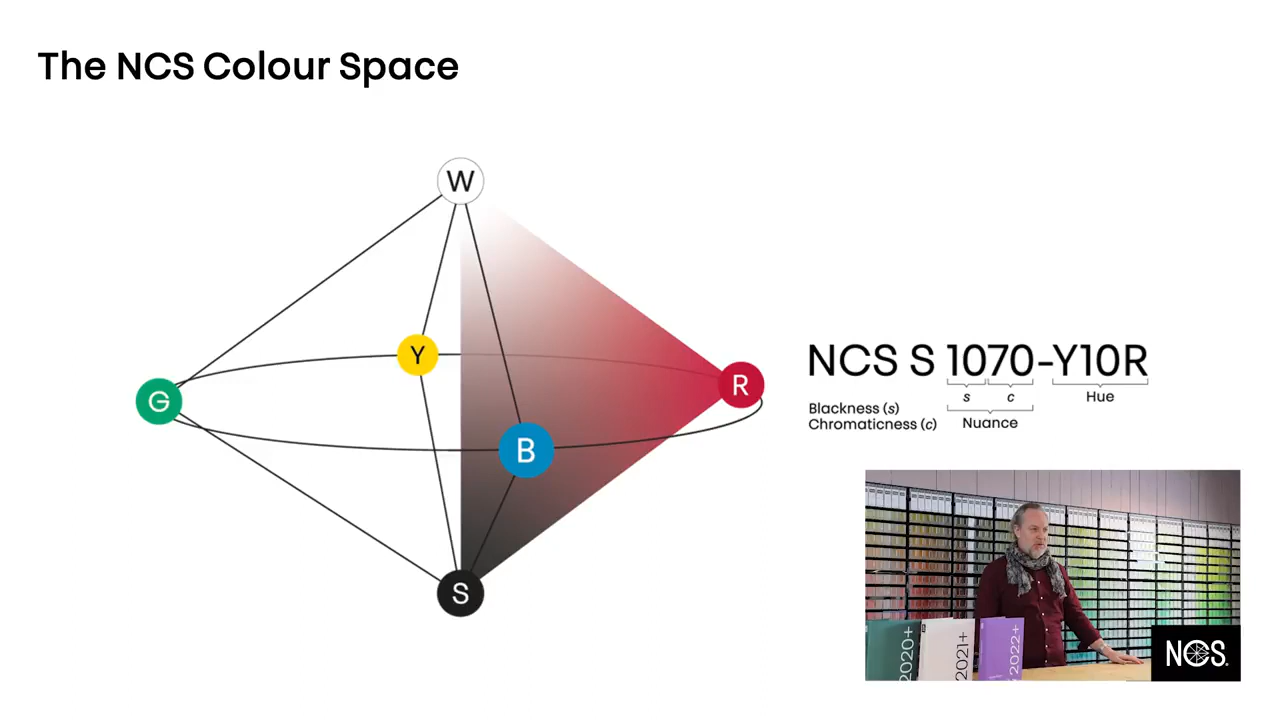 The NCS Colour Space
W
Y
G
R
B
S
NCS S 1070-Y10R
s c Hue
Blackness (s)
Chromaticness (c) Nuance
2020+
2021+
2022+
NCS